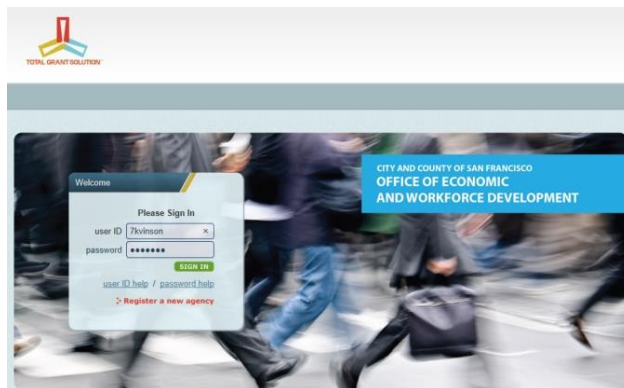 TOTAL GRANT SOLUTION
CITY AND COUNTY OF SAN FRANCISCO
OFFICE OF ECONOMIC
AND WORKFORCE DEVELOPMENT
Welcome
Please Sign In
user ID 7kvinson ×
password •••••••
SIGN IN
user ID help / password help
Register a new agency